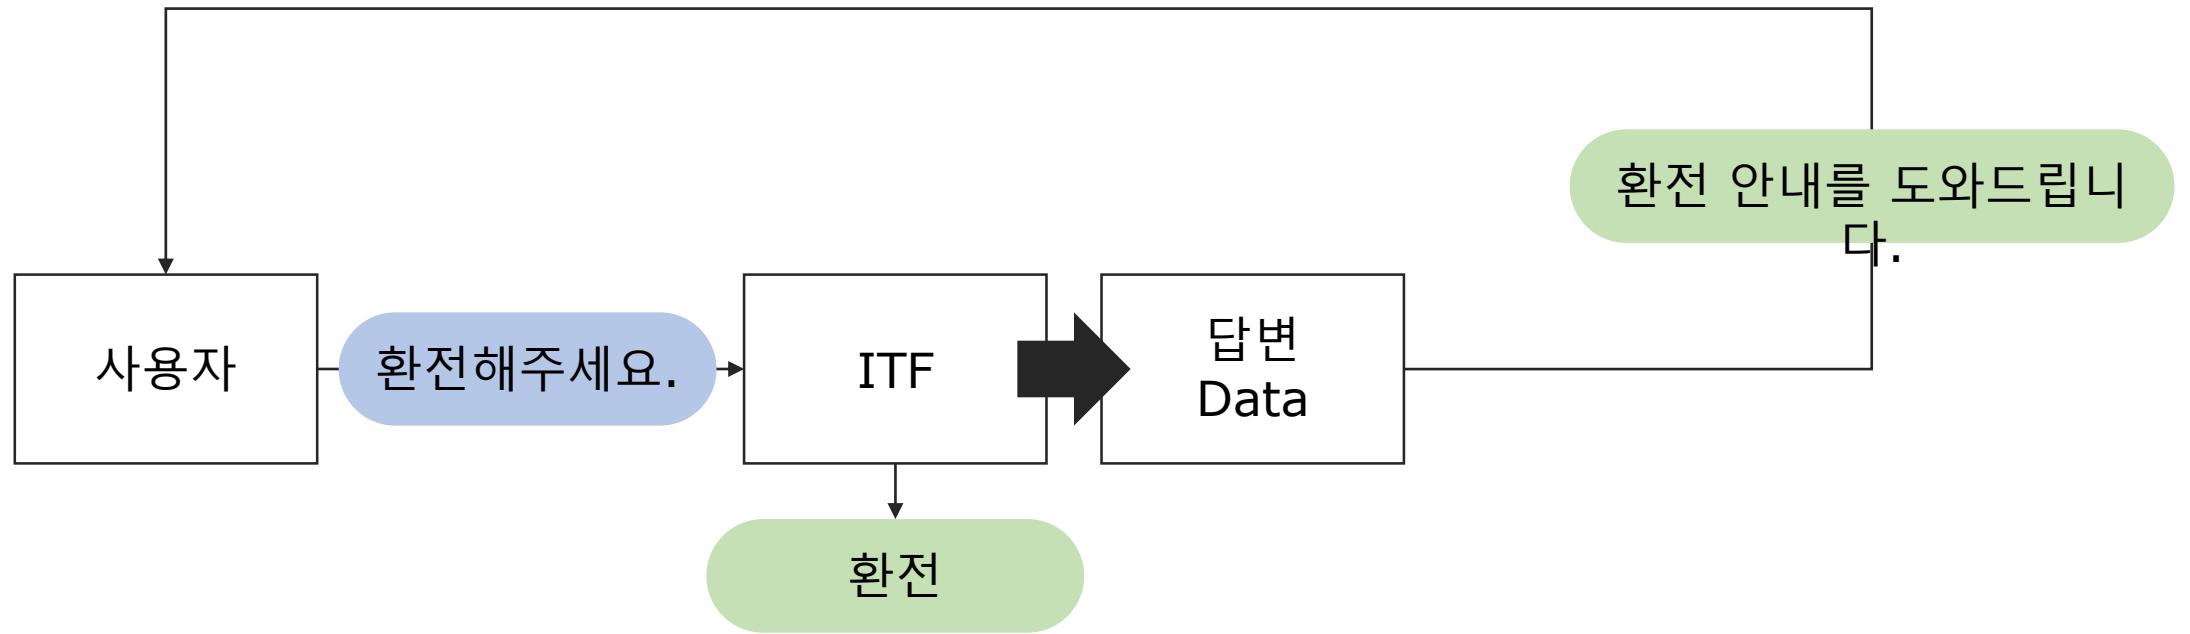 환전 안내를 도와드립니
다.
사용자
환전해주세요.
ITF
답변
Data
환전